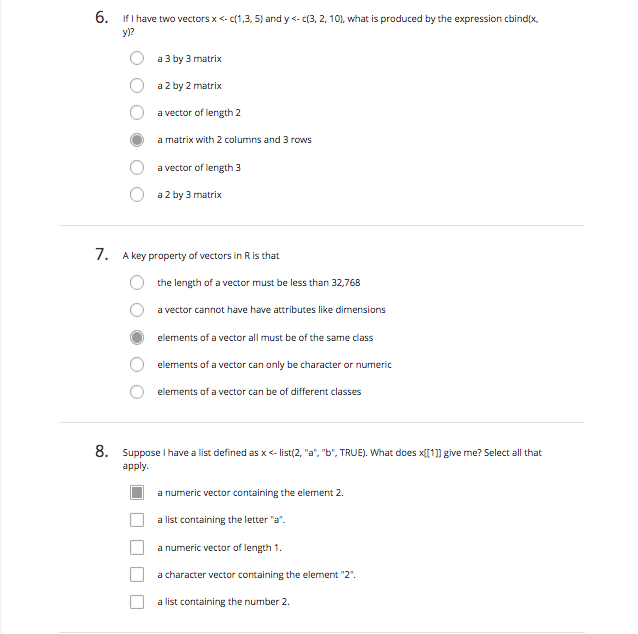 6. If I have two vectors x <- c(1,3, 5) and y <- c(3, 2, 10), what is produced by the expression cbind(x,
y)?
a 3 by 3 matrix
a 2 by 2 matrix
a vector of length 2
a matrix with 2 columns and 3 rows
a vector of length 3
a 2 by 3 matrix
7. A key property of vectors in R is that
the length of a vector must be less than 32,768
a vector cannot have have attributes like dimensions
elements of a vector all must be of the same class
elements of a vector can only be character or numeric
elements of a vector can be of different classes
8. Suppose I have a list defined as x <- list(2, "a", "b", TRUE). What does x[[1]] give me? Select all that
apply.
a numeric vector containing the element 2.
a list containing the letter "a".
a numeric vector of length 1.
a character vector containing the element "2".
a list containing the number 2.